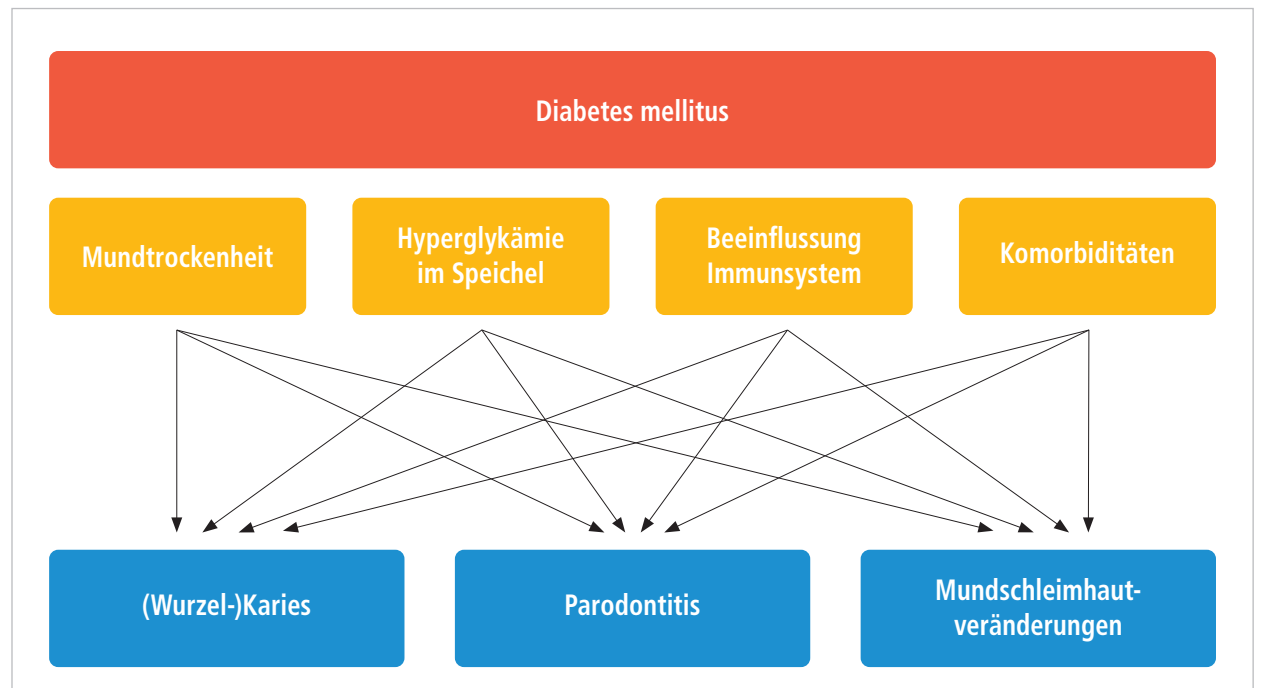 Diabetes mellitus
Mundtrockenheit
Hyperglykämie
im Speichel
Beeinflussung
Immunsystem
Komorbiditäten
(Wurzel-)Karies
Parodontitis
Mundschleimhaut-
veränderungen